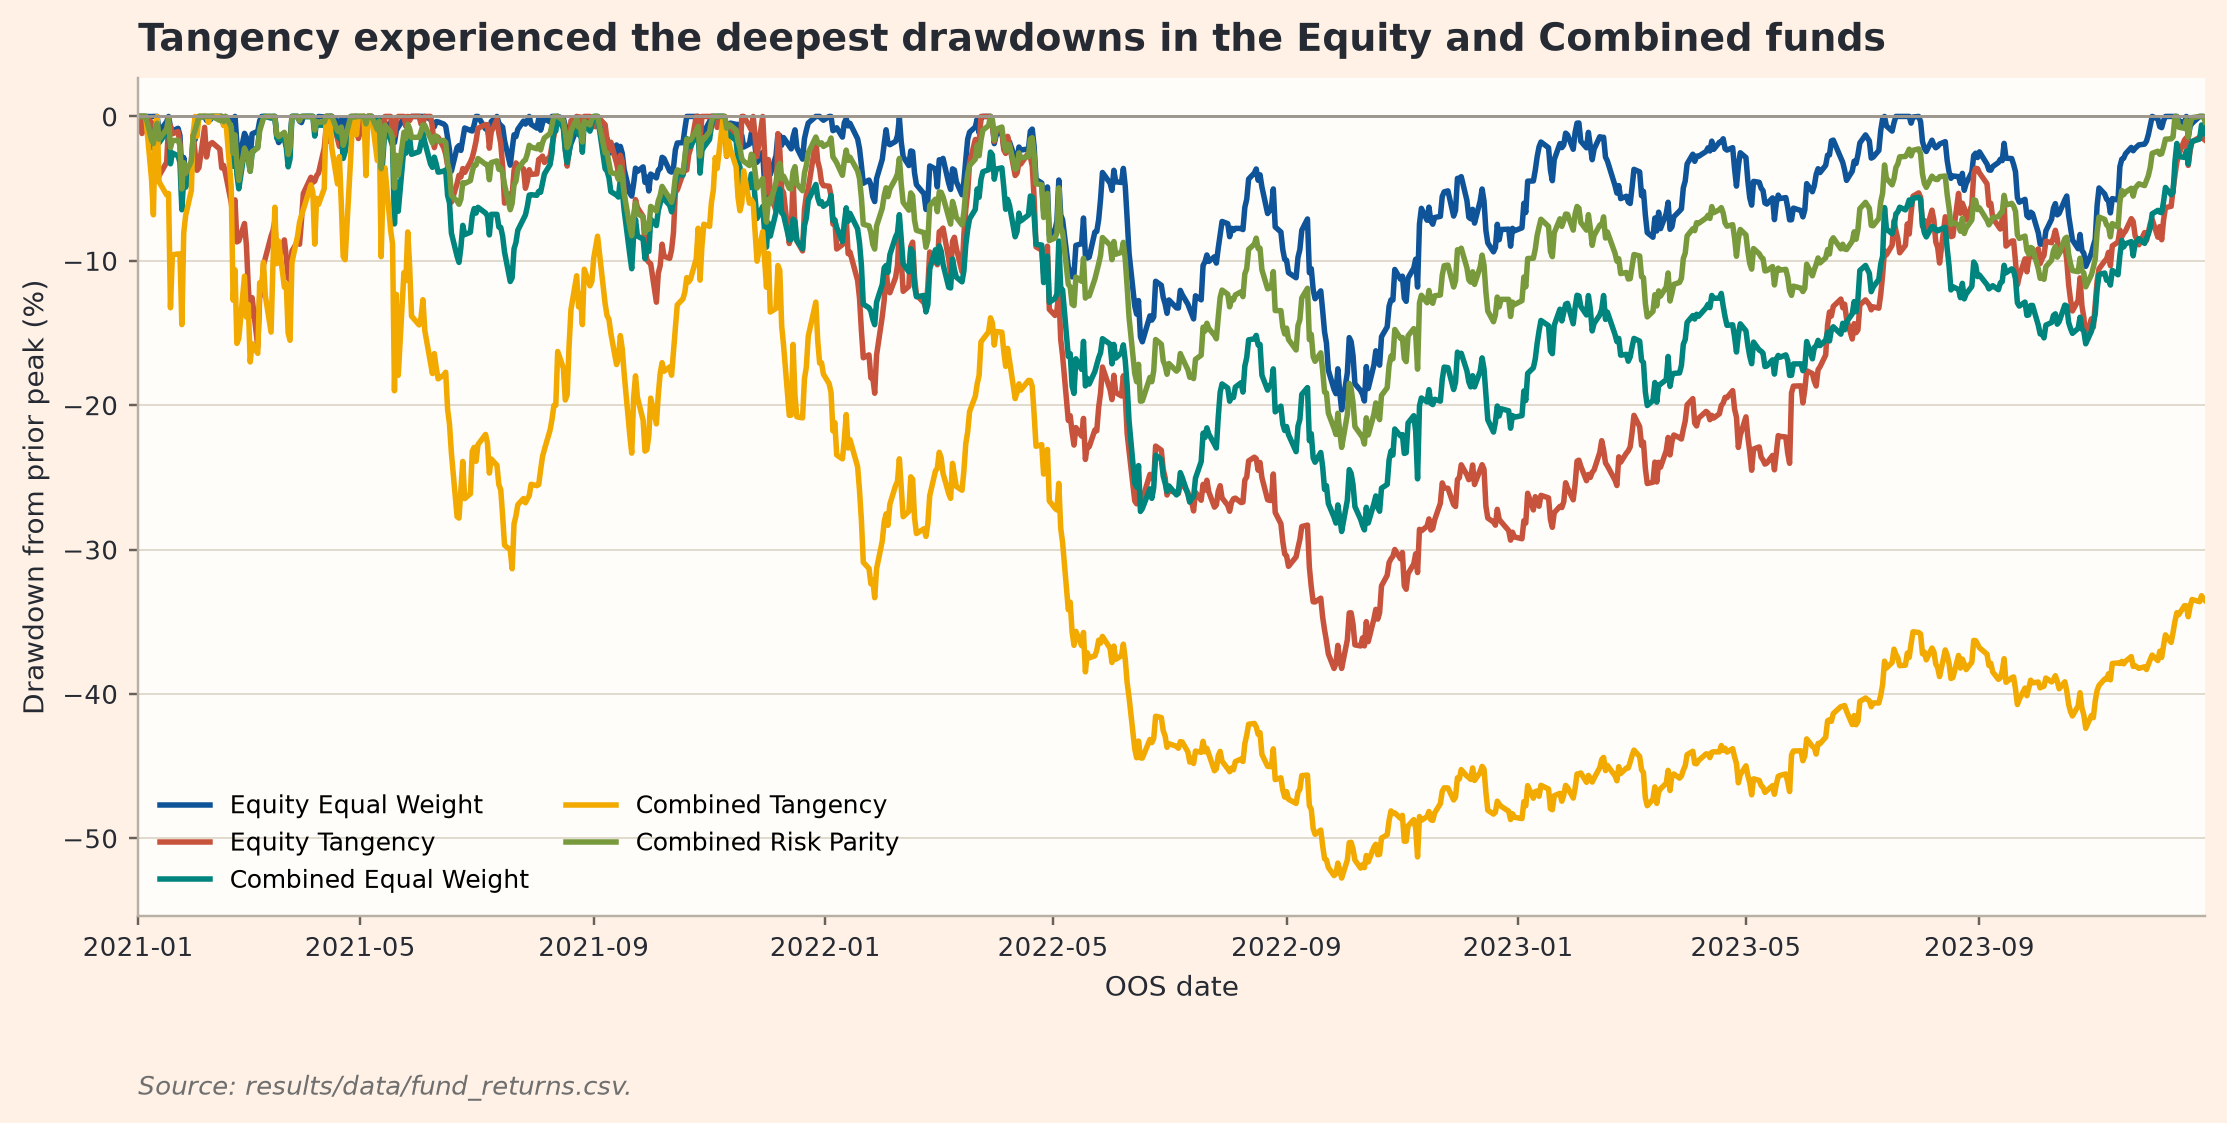 Tangency experienced the deepest drawdowns in the Equity and Combined funds
Drawdown from prior peak (%)
0
−10
−20
−30
−40
−50
Equity Equal Weight
Equity Tangency
Combined Equal Weight
Combined Tangency
Combined Risk Parity
2021-01 2021-05 2021-09 2022-01 2022-05 2022-09 2023-01 2023-05 2023-09
OOS date
Source: results/data/fund_returns.csv.